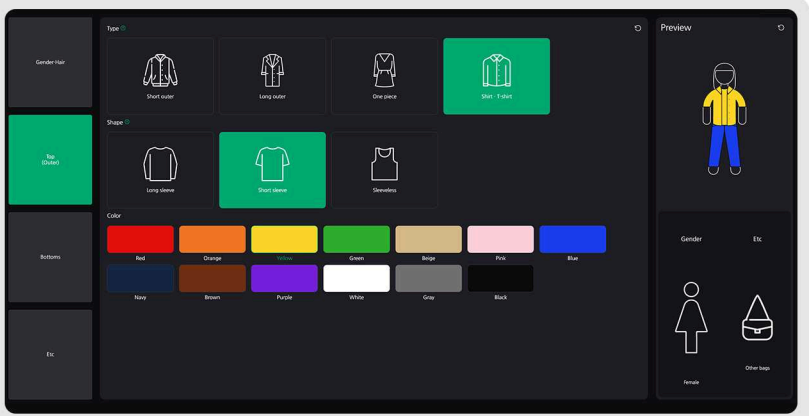 Gender·Hair
Top
(Outer)
Bottoms
Etc
Type
Short outer
Long outer
One piece
Shirt · T-shirt
Shape
Long sleeve
Short sleeve
Sleeveless
Color
Red
Orange
Yellow
Green
Beige
Pink
Blue
Navy
Brown
Purple
White
Gray
Black
Preview
Gender
Etc
Female
Other bags